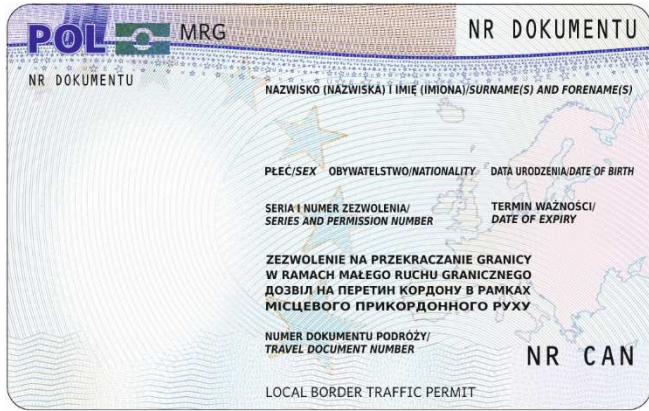 POL MRG NR DOKUMENTU
NR DOKUMENTU
NAZWISKO (NAZWISKA) I IMIĘ (IMIONA)/SURNAME(S) AND FORENAME(S)
PŁEĆ/SEX OBYWATELSTWO/NATIONALITY DATA URODZENIA/DATE OF BIRTH
SERIA I NUMER ZEZWOLENIA/ TERMIN WAŻNOŚCI/
SERIES AND PERMISSION NUMBER DATE OF EXPIRY
ZEZWOLENIE NA PRZEKRACZANIE GRANICY
W RAMACH MAŁEGO RUCHU GRANICZNEGO
ДОЗВІЛ НА ПЕРЕТИН КОРДОНУ В РАМКАХ
МІСЦЕВОГО ПРИКОРДОННОГО РУХУ
NUMER DOKUMENTU PODRÓŻY/
TRAVEL DOCUMENT NUMBER
NR CAN
LOCAL BORDER TRAFFIC PERMIT